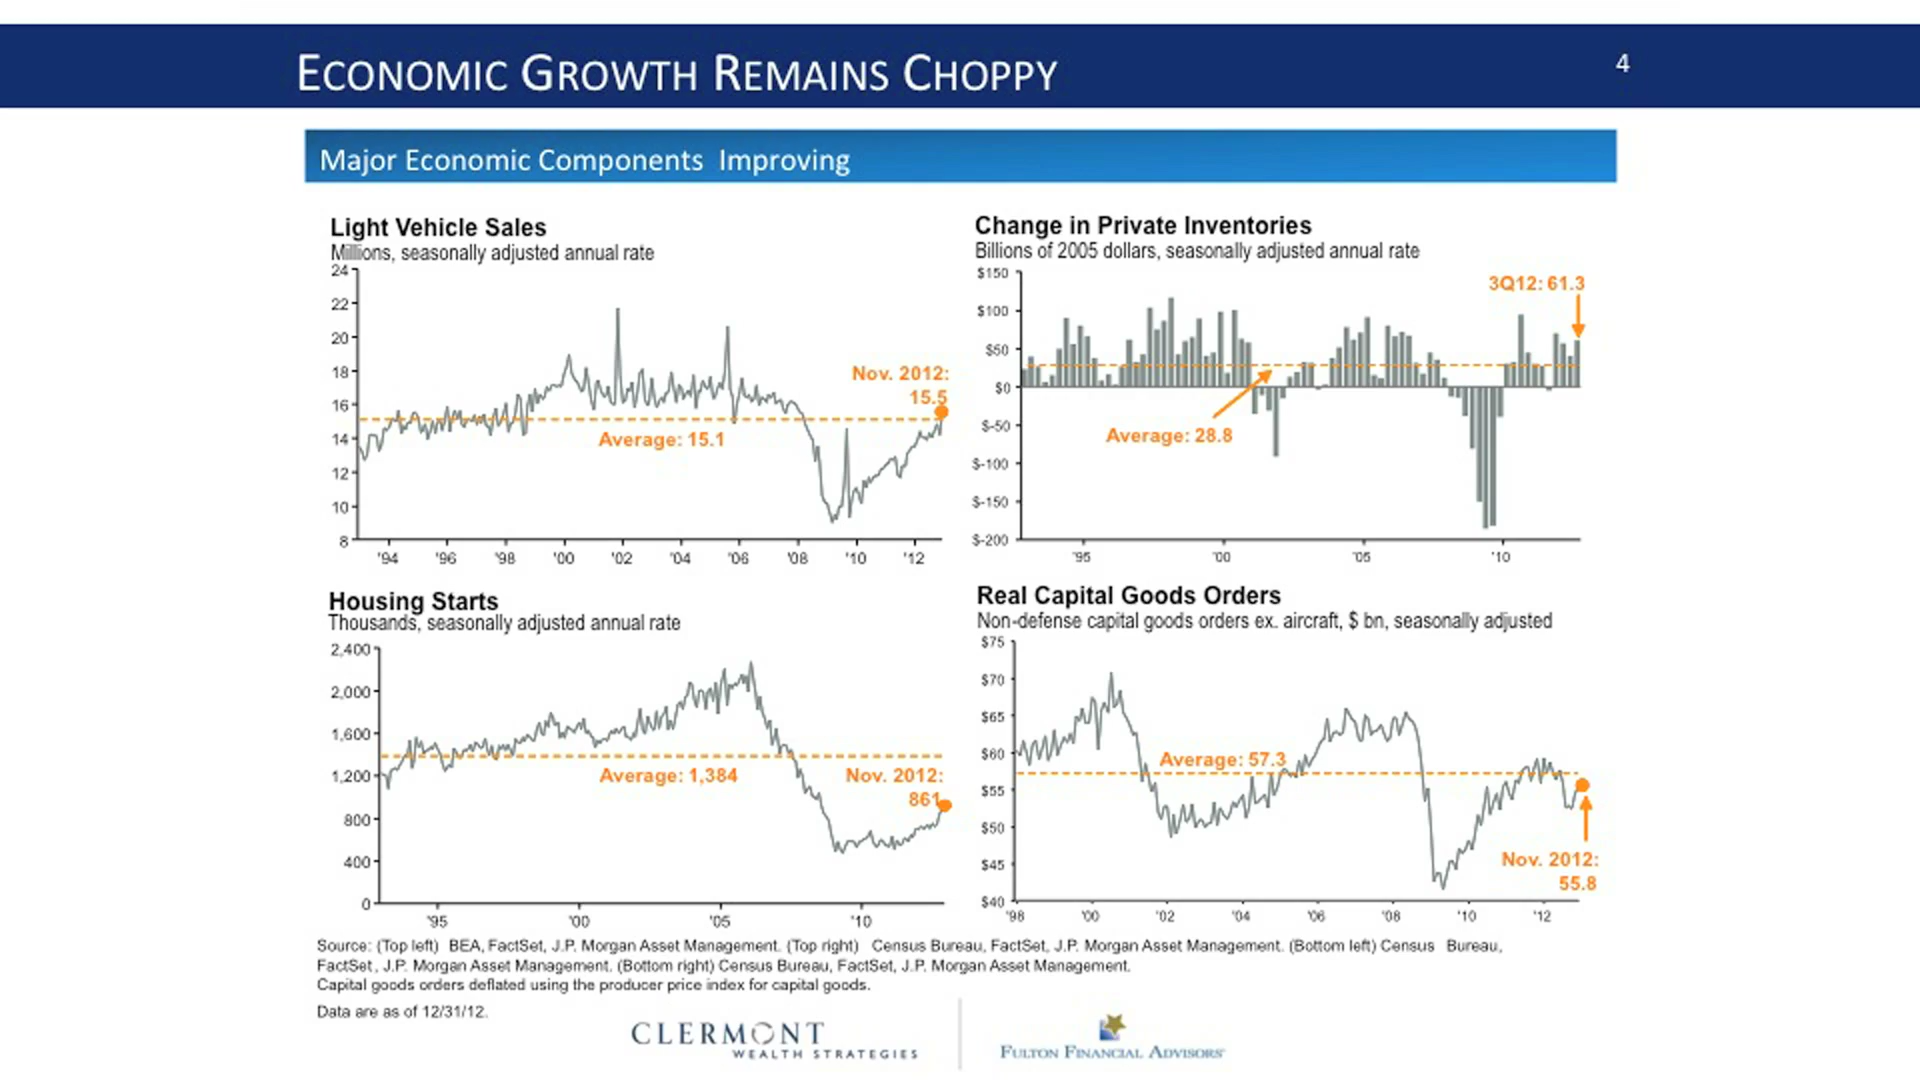 ECONOMIC GROWTH REMAINS CHOPPY
4
Major Economic Components Improving
Light Vehicle Sales
Millions, seasonally adjusted annual rate
24
22
20
18
16
14
12
10
8
'94 '96 '98 '00 '02 '04 '06 '08 '10 '12
Nov. 2012:
15.5
Average: 15.1
Change in Private Inventories
Billions of 2005 dollars, seasonally adjusted annual rate
$150
$100
$50
$0
$-50
$-100
$-150
$-200
'95 '00 '05 '10
3Q12: 61.3
Average: 28.8
Housing Starts
Thousands, seasonally adjusted annual rate
2,400
2,000
1,600
1,200
800
400
0
'95 '00 '05 '10
Average: 1,384
Nov. 2012:
861
Real Capital Goods Orders
Non-defense capital goods orders ex. aircraft, $ bn, seasonally adjusted
$75
$70
$65
$60
$55
$50
$45
$40
'98 '00 '02 '04 '06 '08 '10 '12
Average: 57.3
Nov. 2012:
55.8
Source: (Top left) BEA, FactSet, J.P. Morgan Asset Management. (Top right) Census Bureau, FactSet, J.P. Morgan Asset Management. (Bottom left) Census Bureau,
FactSet, J.P. Morgan Asset Management. (Bottom right) Census Bureau, FactSet, J.P. Morgan Asset Management.
Capital goods orders deflated using the producer price index for capital goods.
Data are as of 12/31/12.
CLERMONT
WEALTH STRATEGIES
FULTON FINANCIAL ADVISORS